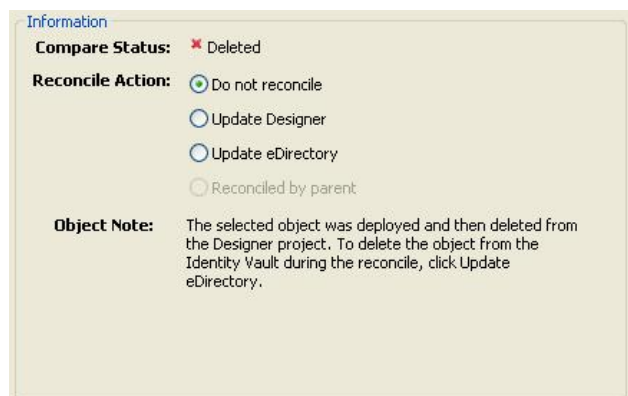 Information
Compare Status: Deleted
Reconcile Action: Do not reconcile
Update Designer
Update eDirectory
Reconciled by parent
Object Note: The selected object was deployed and then deleted from
the Designer project. To delete the object from the
Identity Vault during the reconcile, click Update
eDirectory.